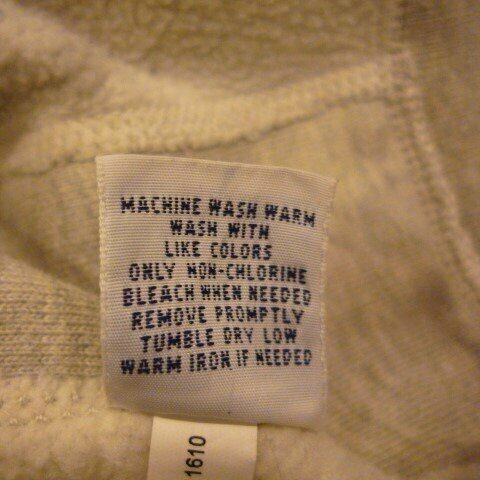 MACHINE WASH WARM
WASH WITH
LIKE COLORS
ONLY NON-CHLORINE
BLEACH WHEN NEEDED
REMOVE PROMPTLY
TUMBLE DRY LOW
WARM IRON IF NEEDED
1610